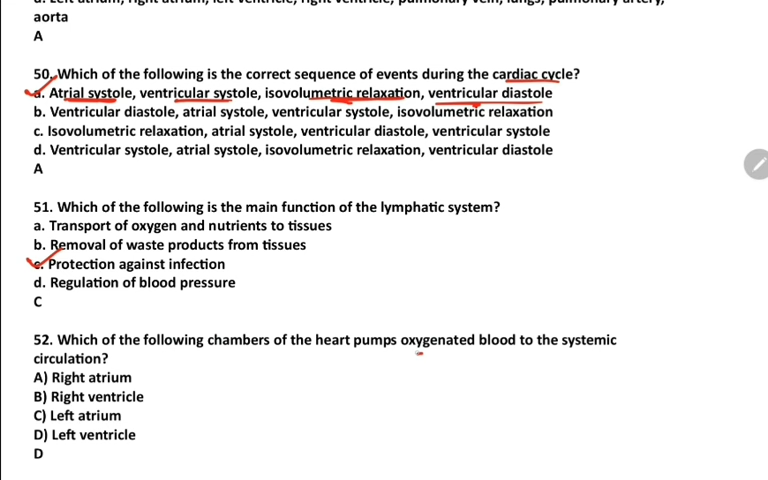 aorta
A
50. Which of the following is the correct sequence of events during the cardiac cycle?
a. Atrial systole, ventricular systole, isovolumetric relaxation, ventricular diastole
b. Ventricular diastole, atrial systole, ventricular systole, isovolumetric relaxation
c. Isovolumetric relaxation, atrial systole, ventricular diastole, ventricular systole
d. Ventricular systole, atrial systole, isovolumetric relaxation, ventricular diastole
A
51. Which of the following is the main function of the lymphatic system?
a. Transport of oxygen and nutrients to tissues
b. Removal of waste products from tissues
c. Protection against infection
d. Regulation of blood pressure
C
52. Which of the following chambers of the heart pumps oxygenated blood to the systemic
circulation?
A) Right atrium
B) Right ventricle
C) Left atrium
D) Left ventricle
D